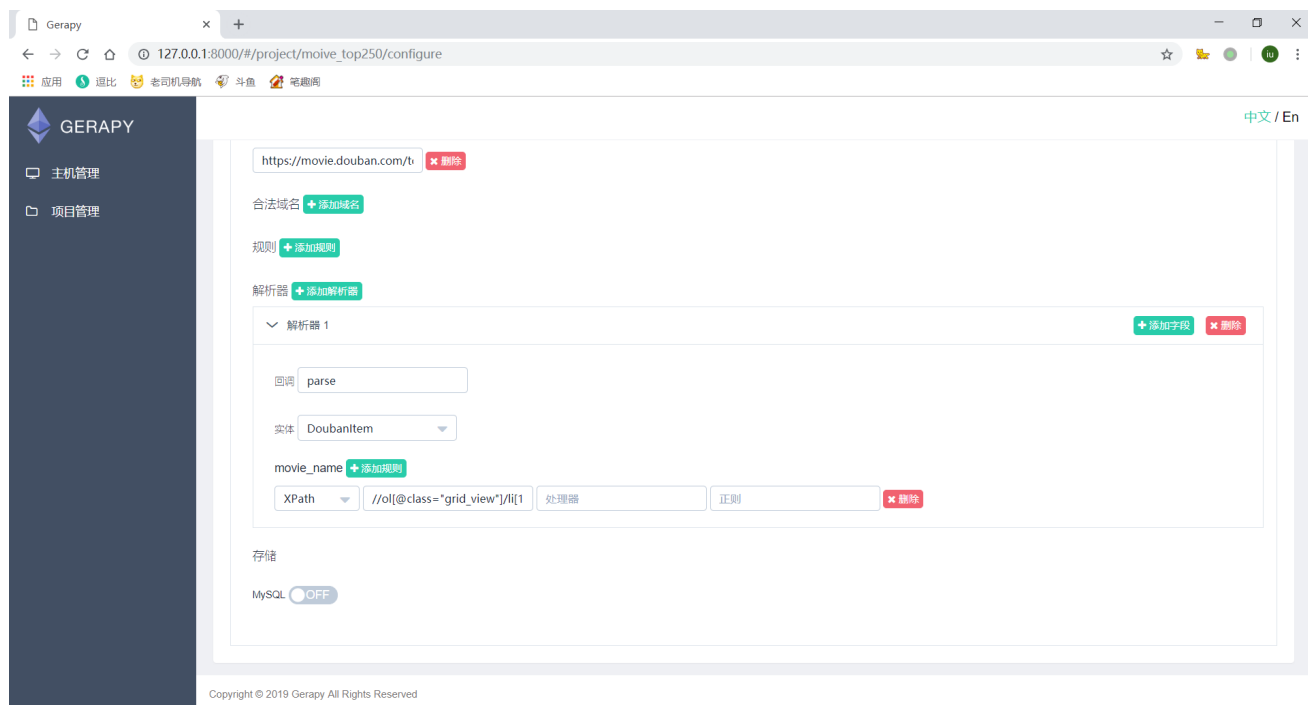 Gerapy
127.0.0.1:8000/#/project/moive_top250/configure
iu
应用 逗比 老司机导航 斗鱼 笔趣阁
GERAPY
中文 / En
主机管理
项目管理
https://movie.douban.com/t 删除
合法域名 添加域名
规则 添加规则
解析器 添加解析器
解析器 1 添加字段 删除
回调 parse
实体 DoubanItem
movie_name 添加规则
XPath //ol[@class="grid_view"]/li[1 处理器 正则 删除
存储
MySQL OFF
Copyright © 2019 Gerapy All Rights Reserved